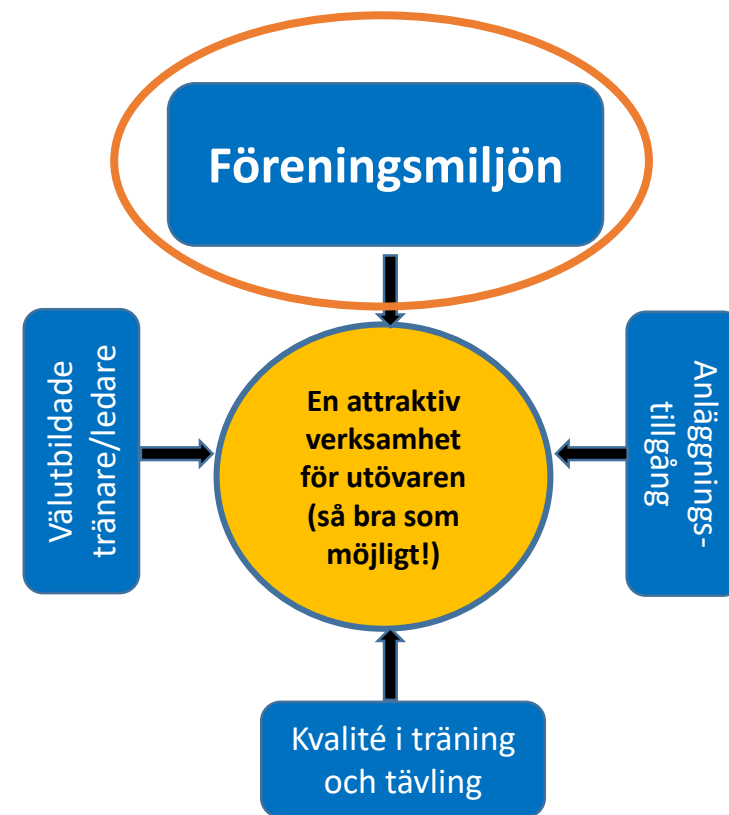 Föreningsmiljön
Välutbildade
tränare/ledare
En attraktiv
verksamhet
för utövaren
(så bra som
möjligt!)
Anläggnings-
tillgång
Kvalité i träning
och tävling